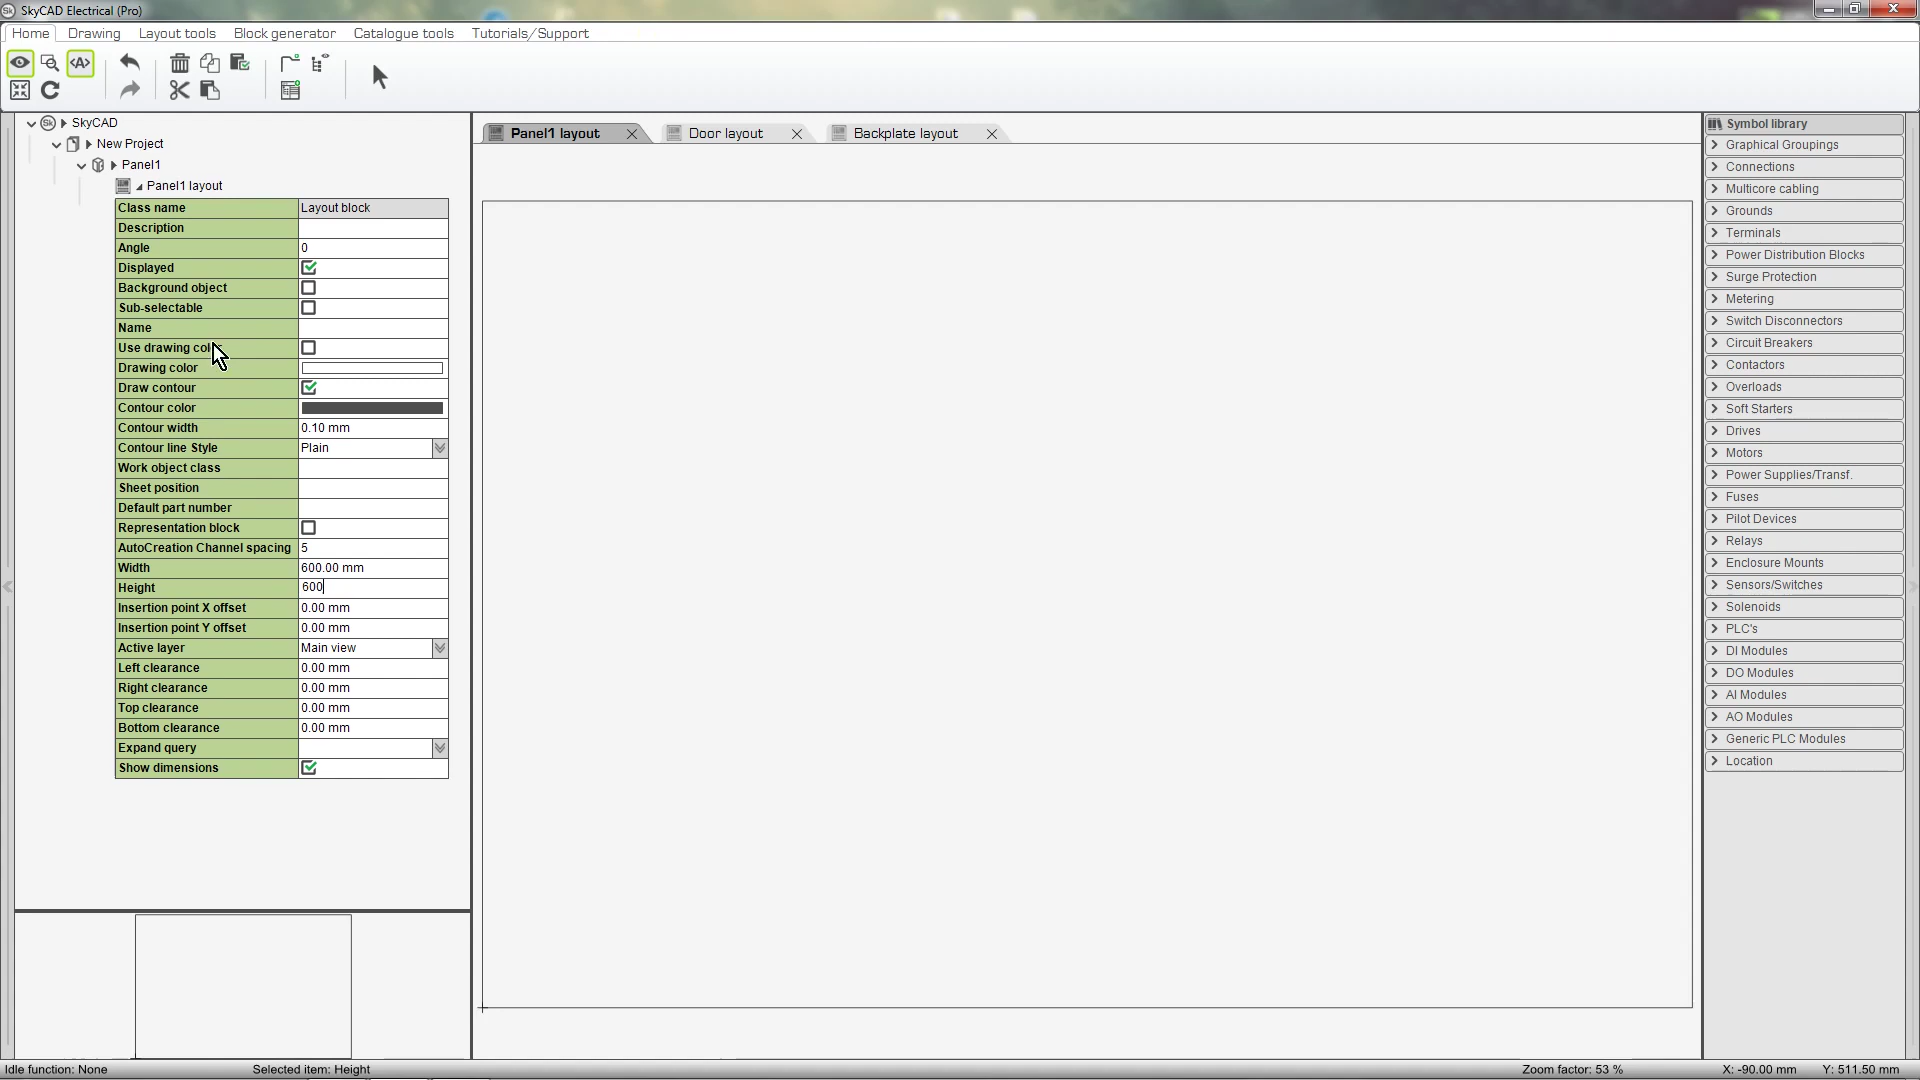 SkyCAD Electrical (Pro)
Home Drawing Layout tools Block generator Catalogue tools Tutorials/Support
SkyCAD
New Project
Panel1
Panel1 layout
Class name Layout block
Description
Angle 0
Displayed
Background object
Sub-selectable
Name
Use drawing
Drawing color
Draw contour
Contour color
Contour width 0.10 mm
Contour line Style Plain
Work object class
Sheet position
Default part number
Representation block
AutoCreation Channel spacing 5
Width 600.00 mm
Height 600
Insertion point X offset 0.00 mm
Insertion point Y offset 0.00 mm
Active layer Main view
Left clearance 0.00 mm
Right clearance 0.00 mm
Top clearance 0.00 mm
Bottom clearance 0.00 mm
Expand query
Show dimensions
Panel1 layout Door layout Backplate layout
Symbol library
Graphical Groupings
Connections
Multicore cabling
Grounds
Terminals
Power Distribution Blocks
Surge Protection
Metering
Switch Disconnectors
Circuit Breakers
Contactors
Overloads
Soft Starters
Drives
Motors
Power Supplies/Transf.
Fuses
Pilot Devices
Relays
Enclosure Mounts
Sensors/Switches
Solenoids
PLC's
DI Modules
DO Modules
AI Modules
AO Modules
Generic PLC Modules
Location
Idle function: None Selected item: Height Zoom factor: 53 % X: -90.00 mm Y: 511.50 mm